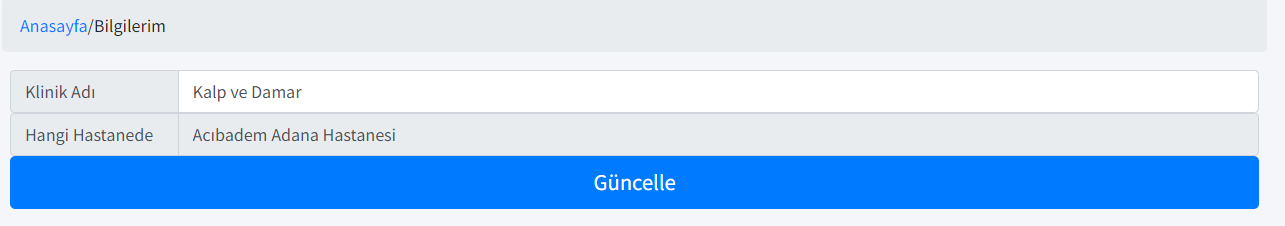 Anasayfa/Bilgilerim
Klinik Adı Kalp ve Damar
Hangi Hastanede Acıbadem Adana Hastanesi
Güncelle